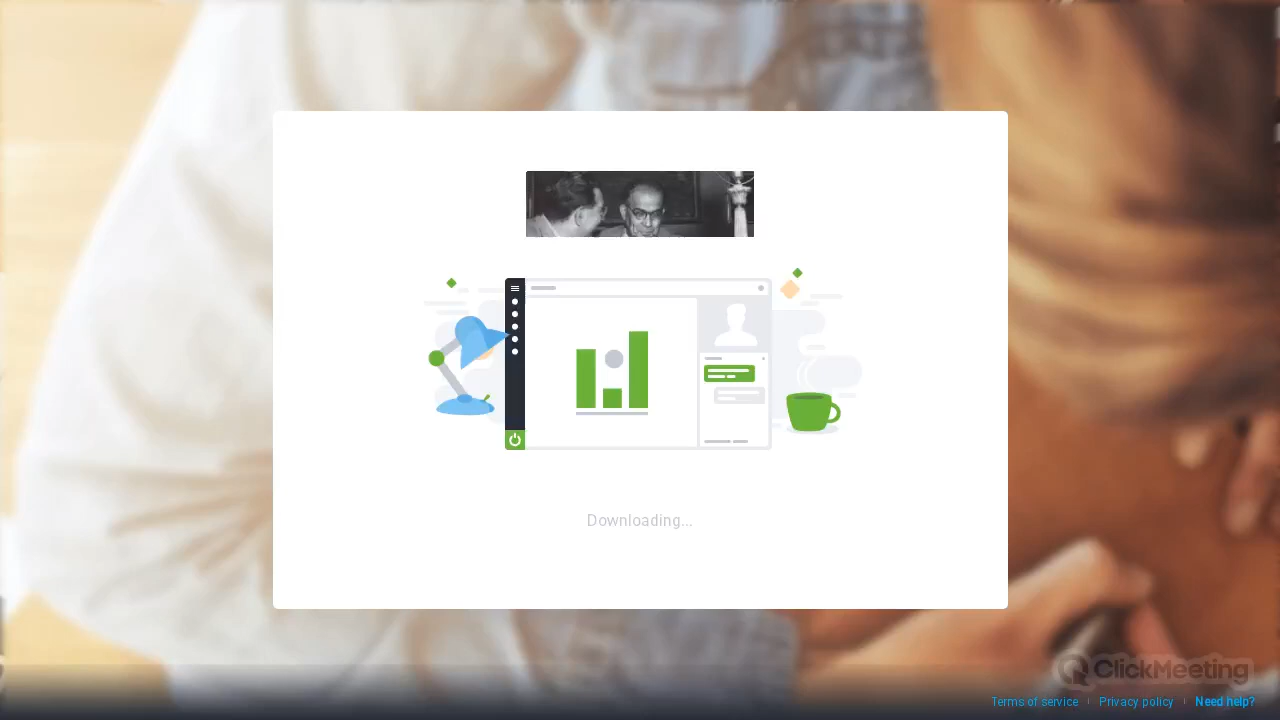 Downloading...
ClickMeeting
Terms of service | Privacy policy | Need help?